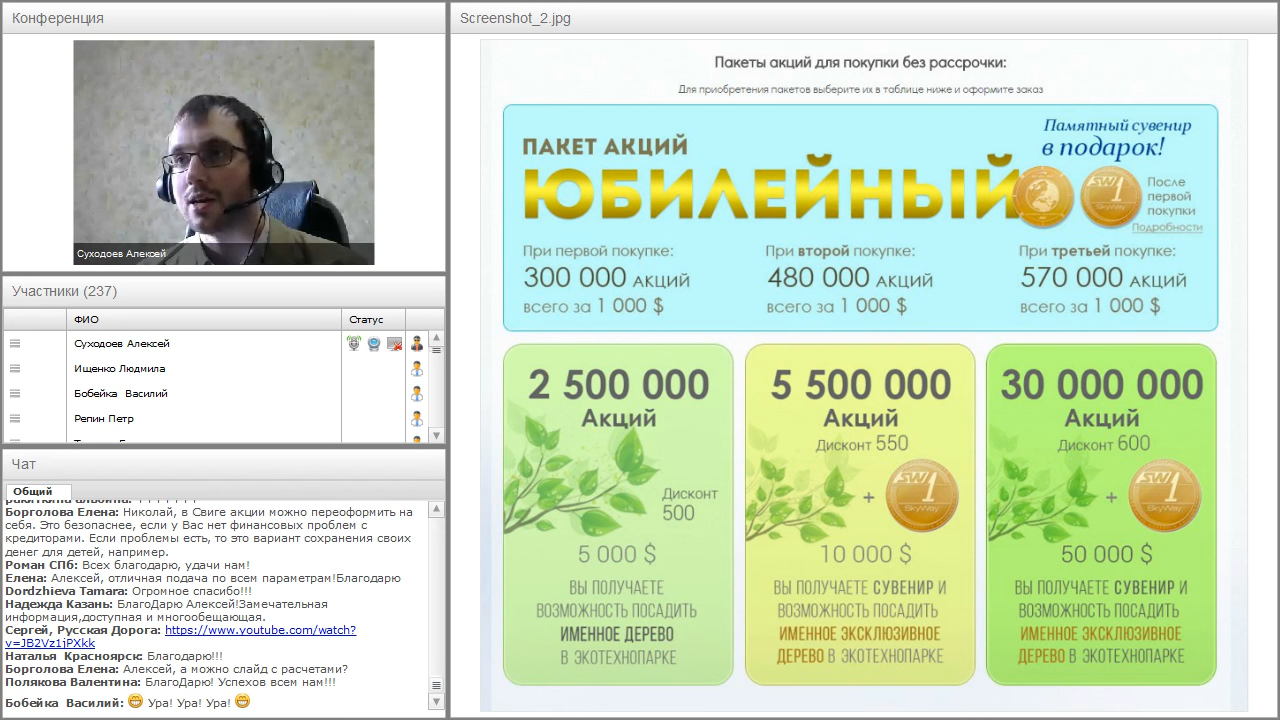 Конференция
Суходоев Алексей
Участники (237)
ФИО
Статус
Суходоев Алексей
Ищенко Людмила
Бобейка Василий
Репин Петр
Чат
Общий
Борголова Елена: Николай, в Свиге акции можно переоформить на
себя. Это безопаснее, если у Вас нет финансовых проблем с
кредитами. Если проблемы есть, то это вариант сохранения своих
денег для детей, например.
Роман СПб: Всех благодарю, удачи нам!
Елена: Алексей, отличная подача по всем параметрам!Благодарю
Dordzhieva Tamara: Огромное спасибо!!!
Надежда Казань: БлагоДарю Алексей!Замечательная
информация,доступная и многообещающая.
Сергей, Русская Дорога: https://www.youtube.com/watch?
v=JB2Vz1jPXkk
Наталья Красноярск: Благодарю!!!
Борголова Елена: Алексей, а можно слайд с расчетами?
Полякова Валентина: БлагоДарю! Успехов всем нам!!!
Бобейка Василий: Ура! Ура! Ура!
Screenshot_2.jpg
Пакеты акций для покупки без рассрочки:
Для приобретения пакетов выберите их в таблице ниже и оформите заказ
ПАКЕТ АКЦИЙ
ЮБИЛЕЙНЫЙ
Памятный сувенир
в подарок!
SW1
SkyWay
После
первой
покупки
Подробности
При первой покупке:
300 000 АКЦИЙ
всего за 1 000 $
При второй покупке:
480 000 АКЦИЙ
всего за 1 000 $
При третьей покупке:
570 000 АКЦИЙ
всего за 1 000 $
2 500 000
Акций
Дисконт
500
5 000 $
ВЫ ПОЛУЧАЕТЕ
ВОЗМОЖНОСТЬ ПОСАДИТЬ
ИМЕННОЕ ДЕРЕВО
В ЭКОТЕХНОПАРКЕ
5 500 000
Акций
Дисконт 550
+
SW1
SkyWay
10 000 $
ВЫ ПОЛУЧАЕТЕ СУВЕНИР И
ВОЗМОЖНОСТЬ ПОСАДИТЬ
ИМЕННОЕ ЭКСКЛЮЗИВНОЕ
ДЕРЕВО В ЭКОТЕХНОПАРКЕ
30 000 000
Акций
Дисконт 600
+
SW1
SkyWay
50 000 $
ВЫ ПОЛУЧАЕТЕ СУВЕНИР И
ВОЗМОЖНОСТЬ ПОСАДИТЬ
ИМЕННОЕ ЭКСКЛЮЗИВНОЕ
ДЕРЕВО В ЭКОТЕХНОПАРКЕ